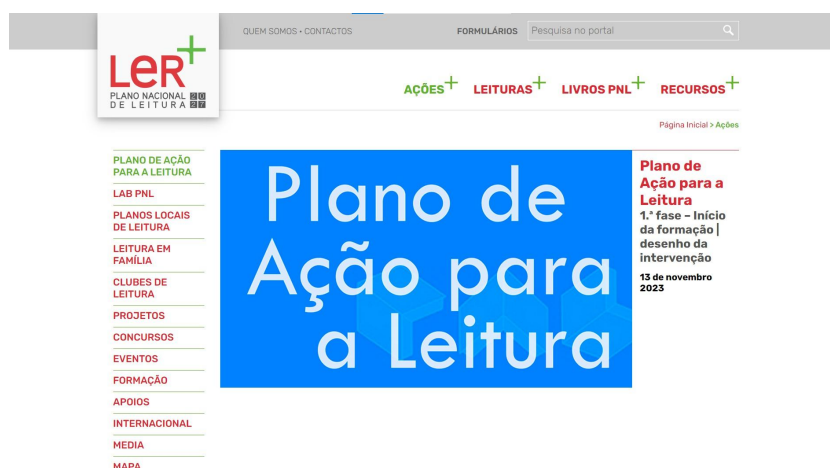 QUEM SOMOS • CONTACTOS
FORMULÁRIOS
Pesquisa no portal
LER+
PLANO NACIONAL 20
DE LEITURA 27
AÇÕES+
LEITURAS+
LIVROS PNL+
RECURSOS+
Página Inicial > Ações
PLANO DE AÇÃO
PARA A LEITURA
LAB PNL
PLANOS LOCAIS
DE LEITURA
LEITURA EM
FAMÍLIA
CLUBES DE
LEITURA
PROJETOS
CONCURSOS
EVENTOS
FORMAÇÃO
APOIOS
INTERNACIONAL
MEDIA
MAPA
Plano de
Ação para
a Leitura
Plano de
Ação para a
Leitura
1.ª fase – Início
da formação |
desenho da
intervenção
13 de novembro
2023